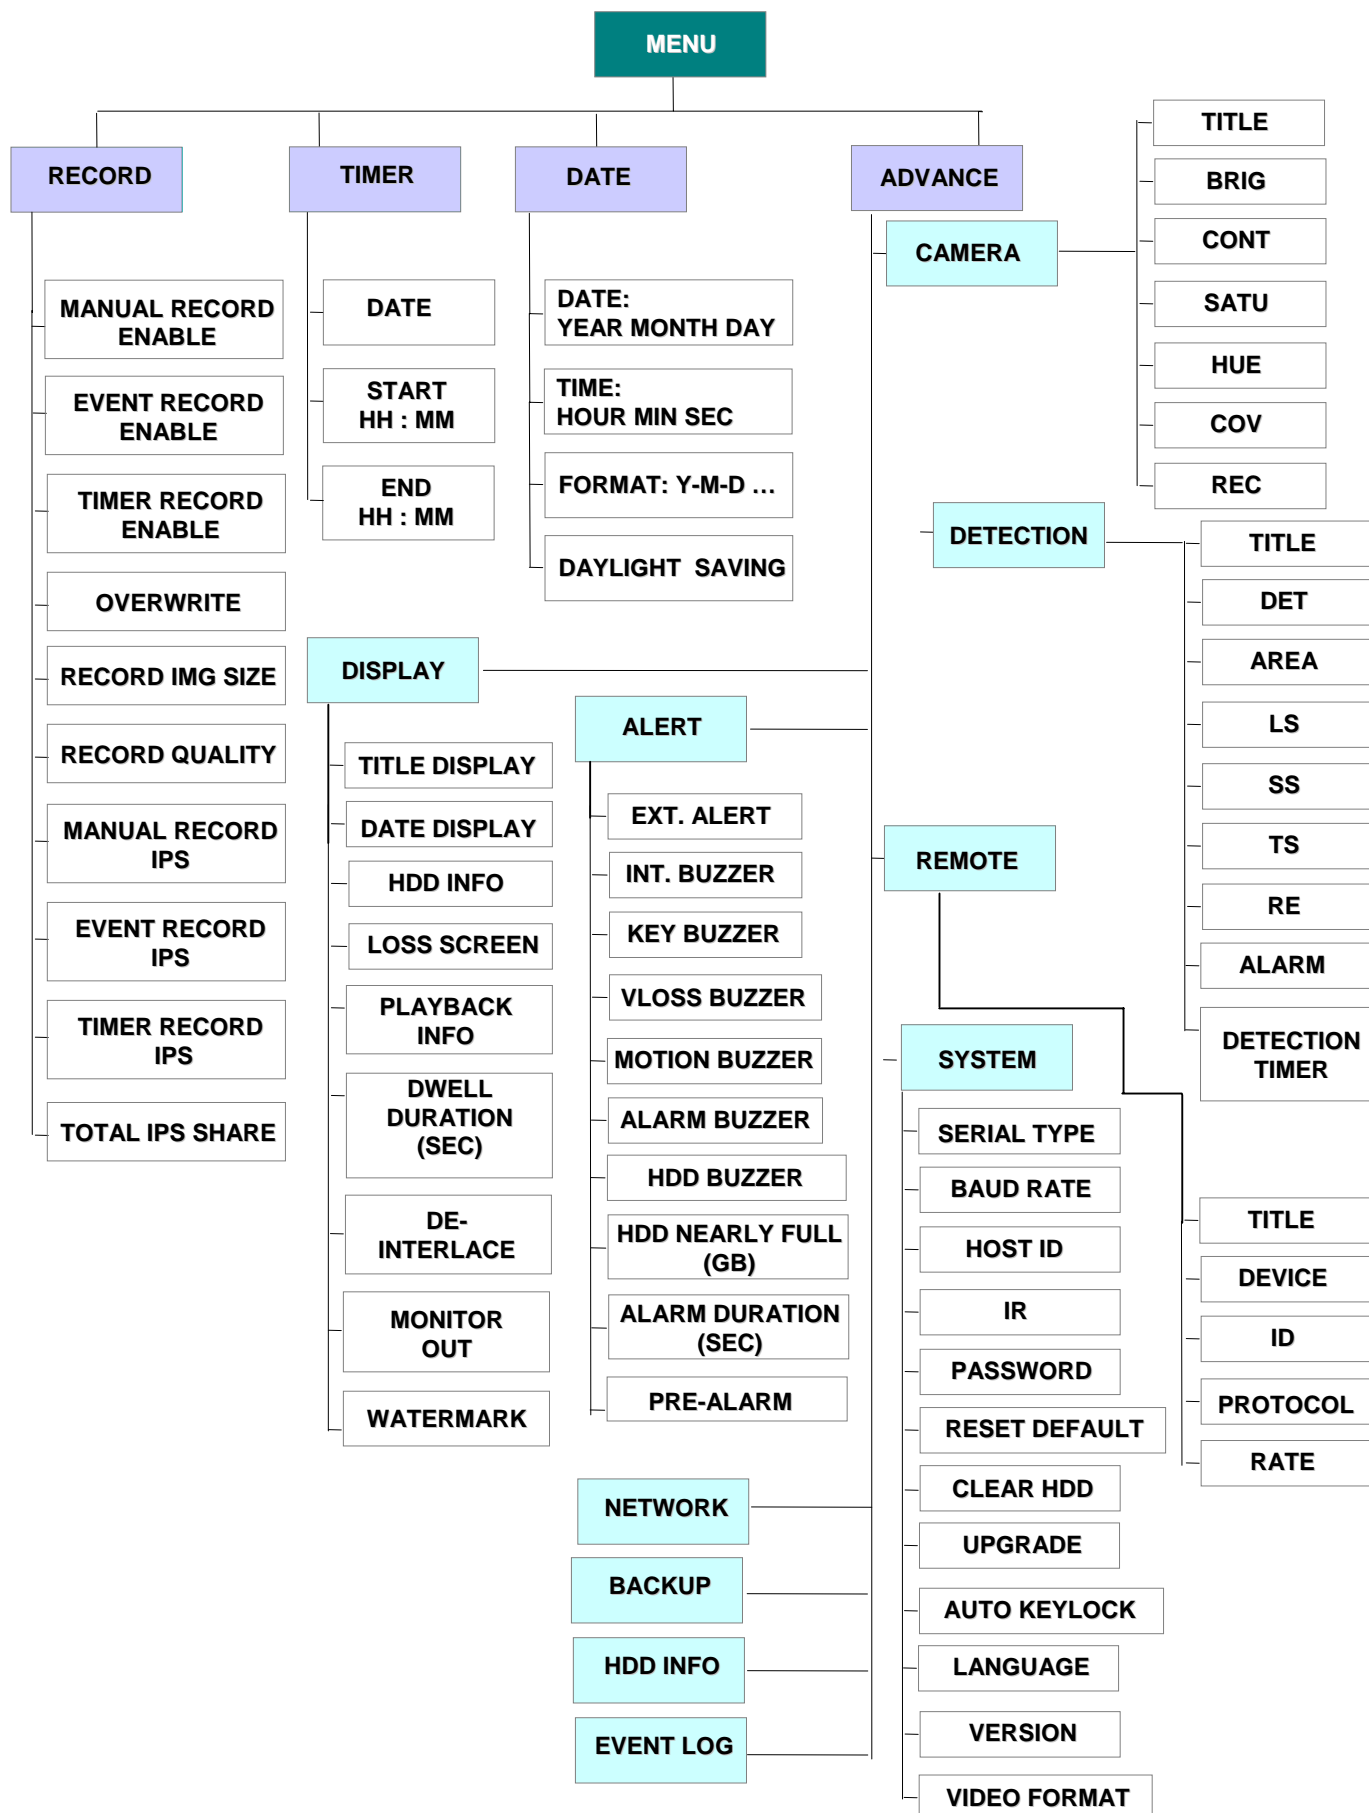 MENU
RECORD
MANUAL RECORD
ENABLE
EVENT RECORD
ENABLE
TIMER RECORD
ENABLE
OVERWRITE
RECORD IMG SIZE
RECORD QUALITY
MANUAL RECORD
IPS
EVENT RECORD
IPS
TIMER RECORD
IPS
TOTAL IPS SHARE
TIMER
DATE
START
HH : MM
END
HH : MM
DATE
DATE:
YEAR MONTH DAY
TIME:
HOUR MIN SEC
FORMAT: Y-M-D ...
DAYLIGHT SAVING
ADVANCE
CAMERA
TITLE
BRIG
CONT
SATU
HUE
COV
REC
DETECTION
TITLE
DET
AREA
LS
SS
TS
RE
ALARM
DETECTION
TIMER
DISPLAY
TITLE DISPLAY
DATE DISPLAY
HDD INFO
LOSS SCREEN
PLAYBACK
INFO
DWELL
DURATION
(SEC)
DE-
INTERLACE
MONITOR
OUT
WATERMARK
ALERT
EXT. ALERT
INT. BUZZER
KEY BUZZER
VLOSS BUZZER
MOTION BUZZER
ALARM BUZZER
HDD BUZZER
HDD NEARLY FULL
(GB)
ALARM DURATION
(SEC)
PRE-ALARM
REMOTE
TITLE
DEVICE
ID
PROTOCOL
RATE
SYSTEM
SERIAL TYPE
BAUD RATE
HOST ID
IR
PASSWORD
RESET DEFAULT
CLEAR HDD
UPGRADE
AUTO KEYLOCK
LANGUAGE
VERSION
VIDEO FORMAT
NETWORK
BACKUP
HDD INFO
EVENT LOG